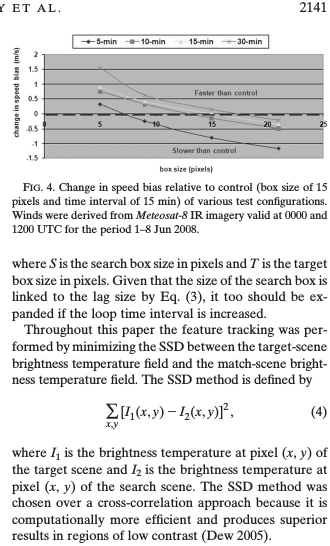 Y ET AL.
2141
5-min 10-min 15-min 30-min
change in speed bias (m/s)
2
1.5
1
0.5
0
-0.5
-1
-1.5
Faster than control
0 5 10 15 20 25
Slower than control
box size (pixels)
FIG. 4. Change in speed bias relative to control (box size of 15
pixels and time interval of 15 min) of various test configurations.
Winds were derived from Meteosat-8 IR imagery valid at 0000 and
1200 UTC for the period 1–8 Jun 2008.
where S is the search box size in pixels and T is the target
box size in pixels. Given that the size of the search box is
linked to the lag size by Eq. (3), it too should be ex-
panded if the loop time interval is increased.
Throughout this paper the feature tracking was per-
formed by minimizing the SSD between the target-scene
brightness temperature field and the match-scene bright-
ness temperature field. The SSD method is defined by
∑[I₁(x,y) − I₂(x,y)]², (4)
x,y
where I₁ is the brightness temperature at pixel (x, y) of
the target scene and I₂ is the brightness temperature at
pixel (x, y) of the search scene. The SSD method was
chosen over a cross-correlation approach because it is
computationally more efficient and produces superior
results in regions of low contrast (Dew 2005).